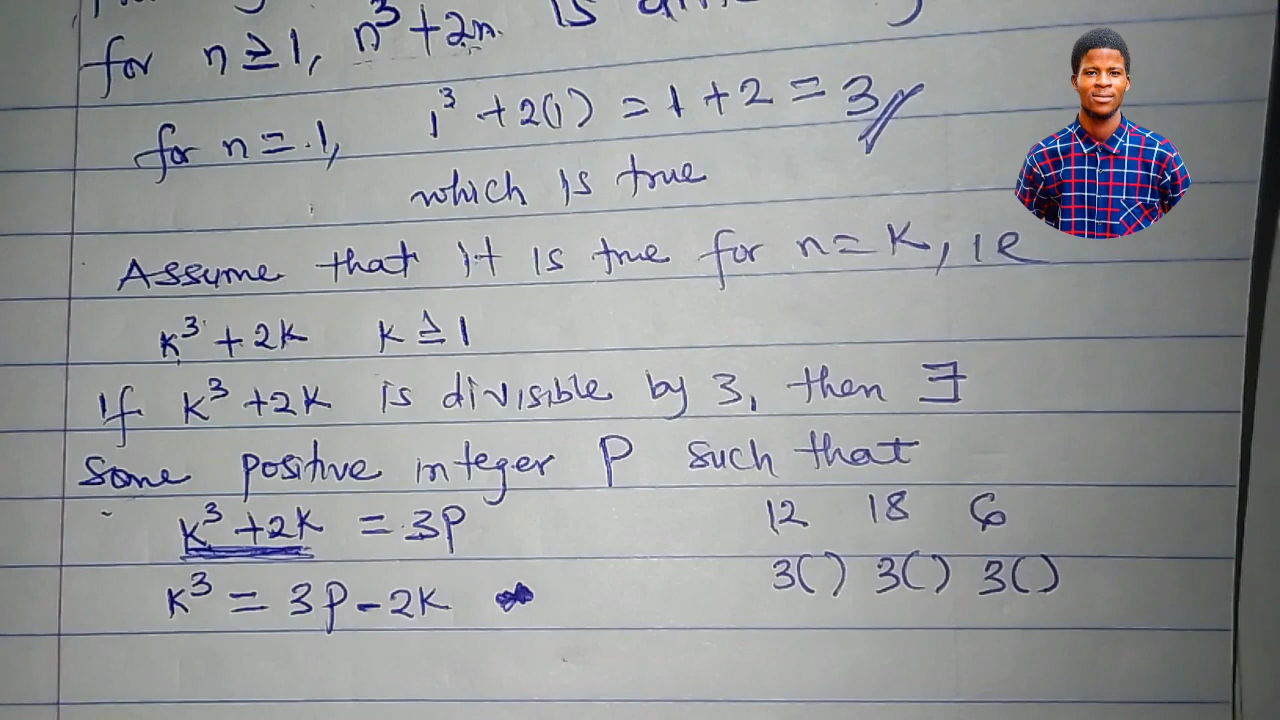 for n ≥ 1, n³ + 2n is
for n = 1, 1³ + 2(1) = 1 + 2 = 3
which is true
Assume that it is true for n = K, ie
K³ + 2K K ≥ 1
If K³ + 2K is divisible by 3, then ∃
Some positive integer P such that
K³ + 2K = 3P 12 18 6
K³ = 3P - 2K 3( ) 3( ) 3( )